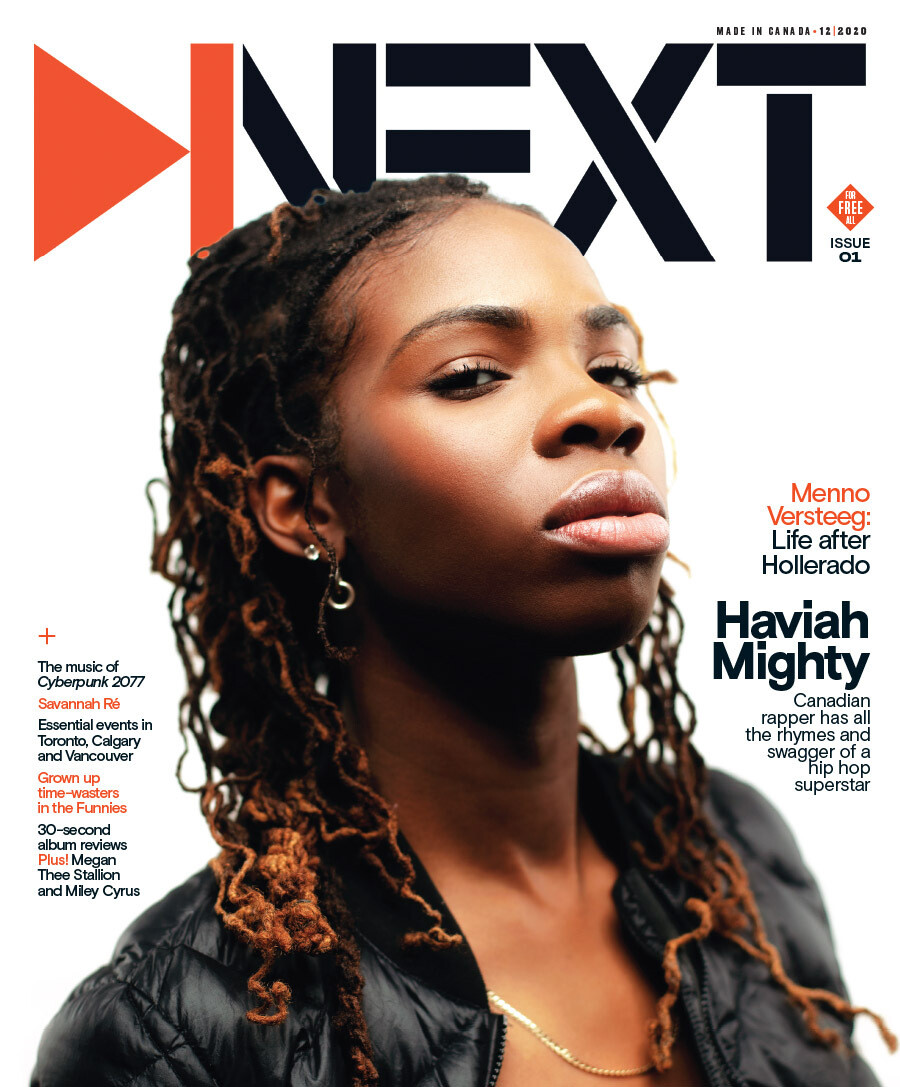 MADE IN CANADA•12|2020
NEXT
FOR
FREE
ALL
ISSUE
01
Menno
Versteeg:
Life after
Hollerado
Haviah
Mighty
Canadian
rapper has all
the rhymes and
swagger of a
hip hop
superstar
+
The music of
Cyberpunk 2077
Savannah Ré
Essential events in
Toronto, Calgary
and Vancouver
Grown up
time-wasters
in the Funnies
30-second
album reviews
Plus! Megan
Thee Stallion
and Miley Cyrus